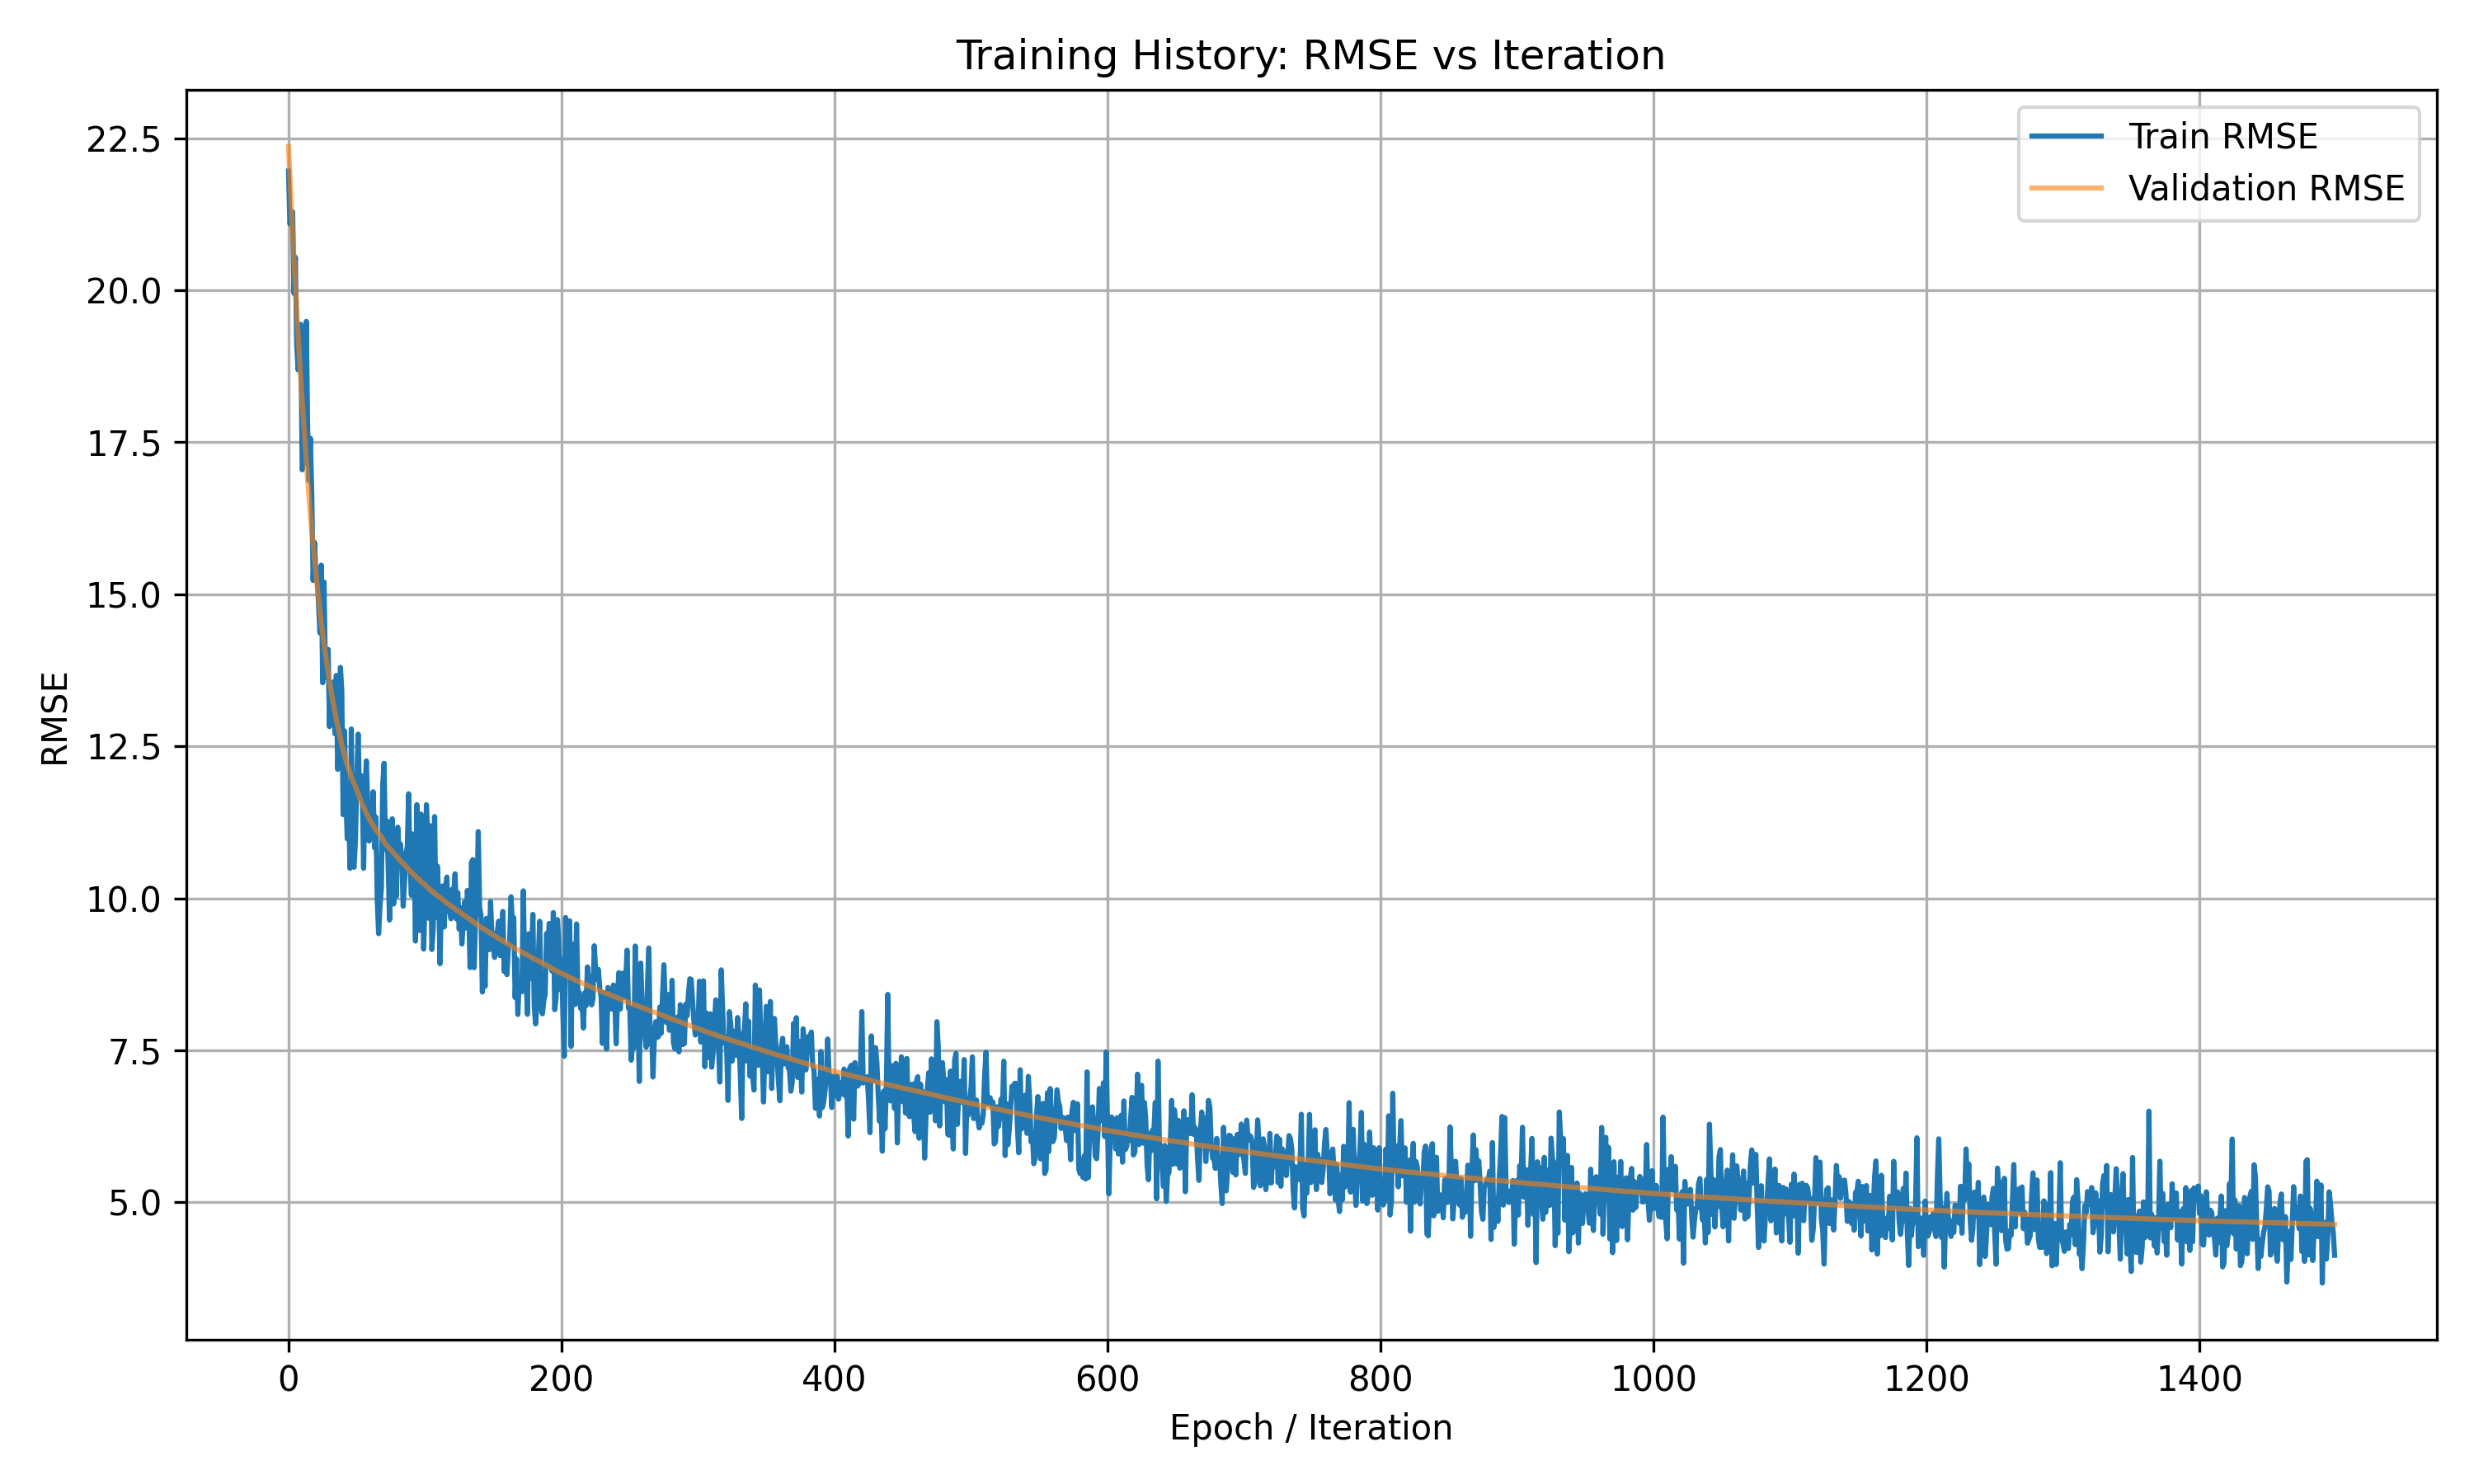 Training History: RMSE vs Iteration
Train RMSE
Validation RMSE
RMSE
22.5
20.0
17.5
15.0
12.5
10.0
7.5
5.0
0 200 400 600 800 1000 1200 1400
Epoch / Iteration